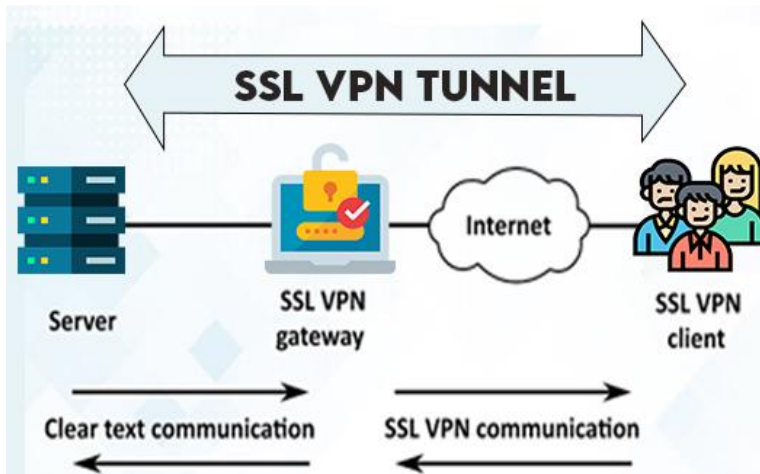 SSL VPN TUNNEL
Internet
Server
SSL VPN
gateway
SSL VPN
client
Clear text communication
SSL VPN communication